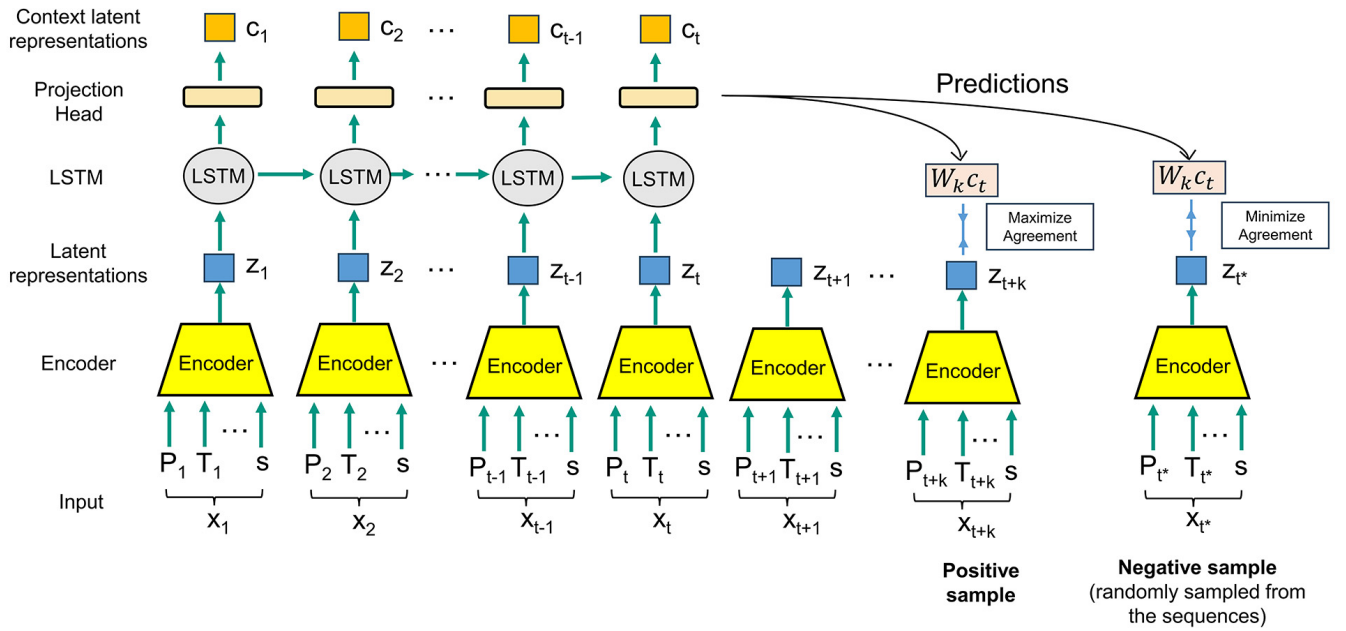 Context latent
representations
c1
c2
...
ct-1
ct
Projection
Head
...
Predictions
LSTM
LSTM
LSTM
...
LSTM
LSTM
Wkct
Wkct
Maximize
Agreement
Minimize
Agreement
Latent
representations
z1
z2
...
zt-1
zt
zt+1
...
zt+k
zt*
Encoder
Encoder
Encoder
...
Encoder
Encoder
Encoder
...
Encoder
Encoder
P1 T1 ... s
P2 T2 ... s
Pt-1 Tt-1 ... s
Pt Tt ... s
Pt+1 Tt+1 ... s
Pt+k Tt+k ... s
Pt* Tt* ... s
Input
x1
x2
xt-1
xt
xt+1
xt+k
xt*
Positive
sample
Negative sample
(randomly sampled from
the sequences)